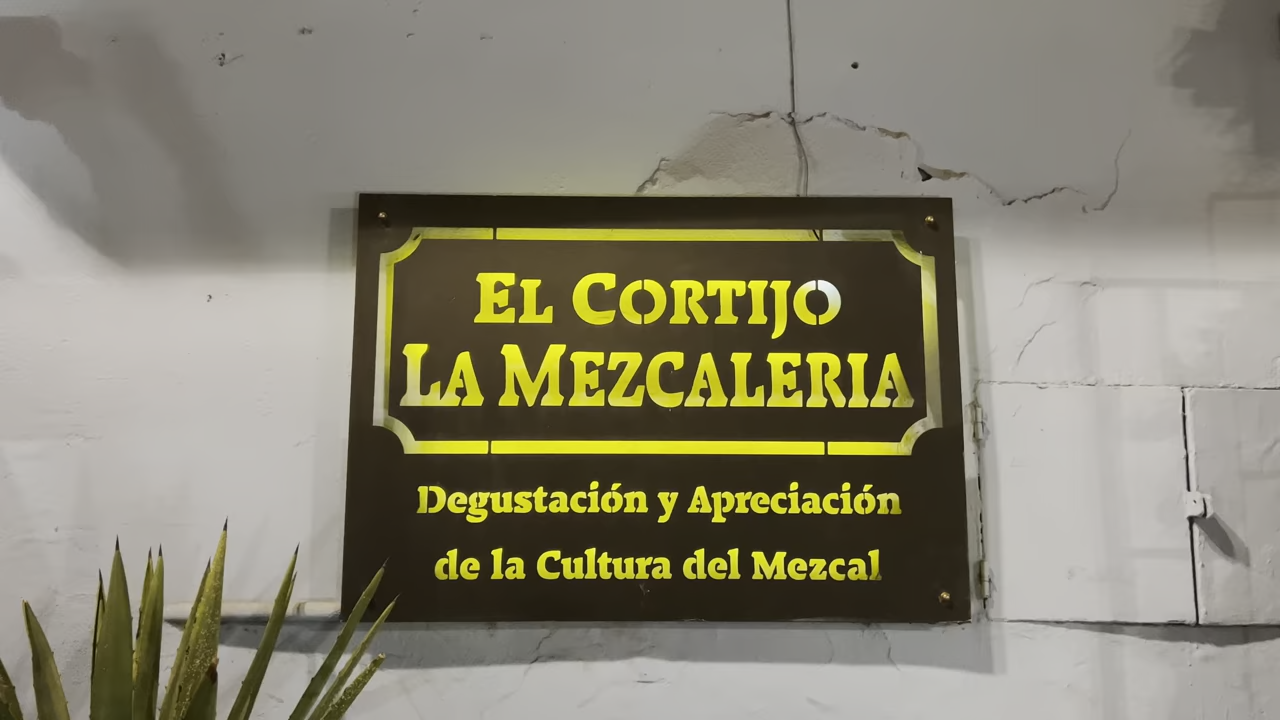 EL CORTIJO
LA MEZCALERIA
Degustación y Apreciación
de la Cultura del Mezcal